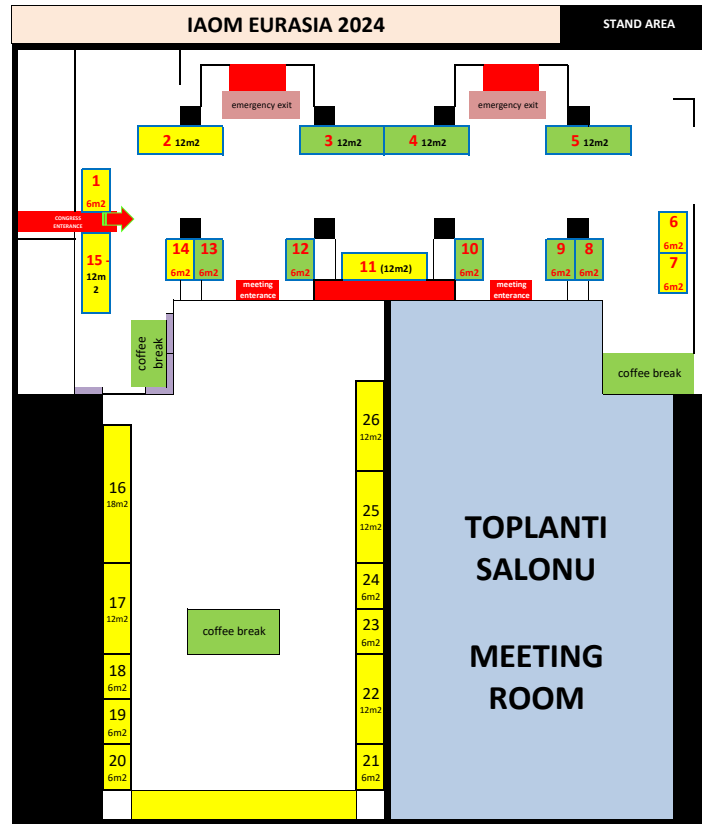 IAOM EURASIA 2024
STAND AREA
emergency exit
emergency exit
2 12m2
3 12m2
4 12m2
5 12m2
1
6m2
CONGRESS
ENTERANCE
15 -
12m
2
14
6m2
13
6m2
12
6m2
11 (12m2)
10
6m2
9
6m2
8
6m2
6
6m2
7
6m2
meeting
enterance
meeting
enterance
coffee
break
coffee break
26
12m2
25
12m2
24
6m2
23
6m2
22
12m2
21
6m2
16
18m2
17
12m2
18
6m2
19
6m2
20
6m2
coffee break
TOPLANTI
SALONU
MEETING
ROOM